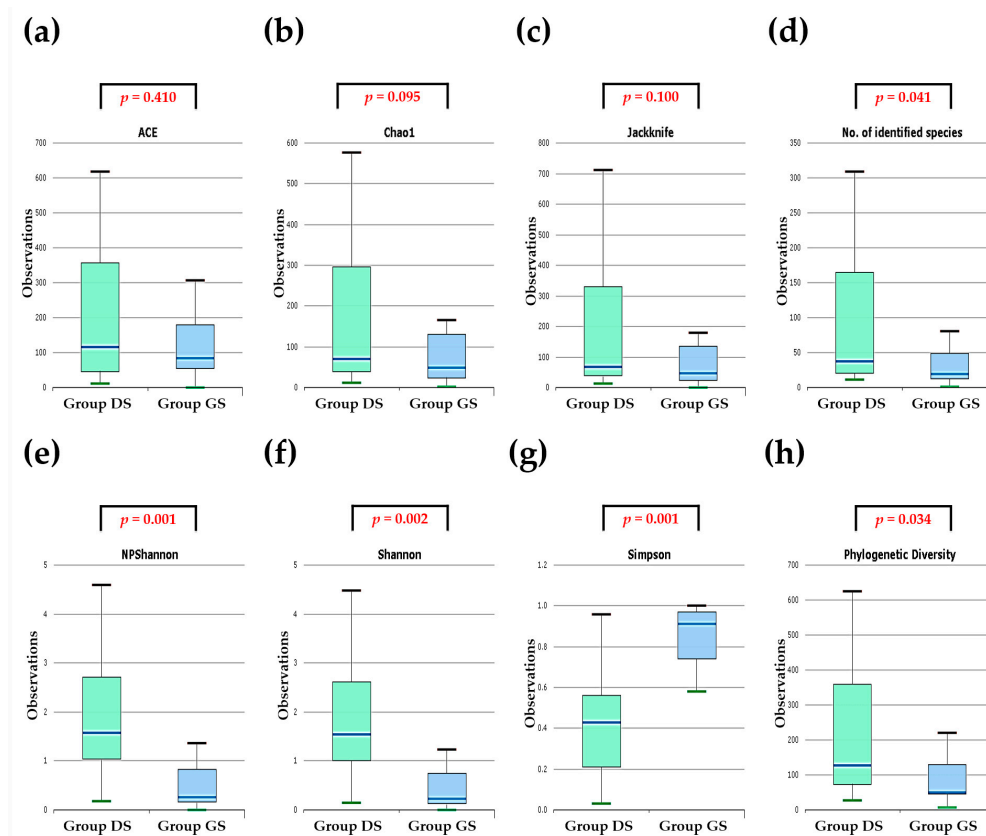 (a) (b) (c) (d)
p = 0.410 p = 0.095 p = 0.100 p = 0.041
ACE Chao1 Jackknife No. of identified species
700 600 800 350
600 500 700 300
500 400 600 250
400 300 500 200
300 200 400 150
200 100 300 100
100 0 200 50
0 100 0
0
Observations Observations Observations Observations
Group DS Group GS Group DS Group GS Group DS Group GS Group DS Group GS
(e) (f) (g) (h)
p = 0.001 p = 0.002 p = 0.001 p = 0.034
NPShannon Shannon Simpson Phylogenetic Diversity
5 5 1.2 700
4 4 1.0 600
3 3 0.8 500
2 2 0.6 400
1 1 0.4 300
0 0 0.2 200
0.0 100
0
Observations Observations Observations Observations
Group DS Group GS Group DS Group GS Group DS Group GS Group DS Group GS